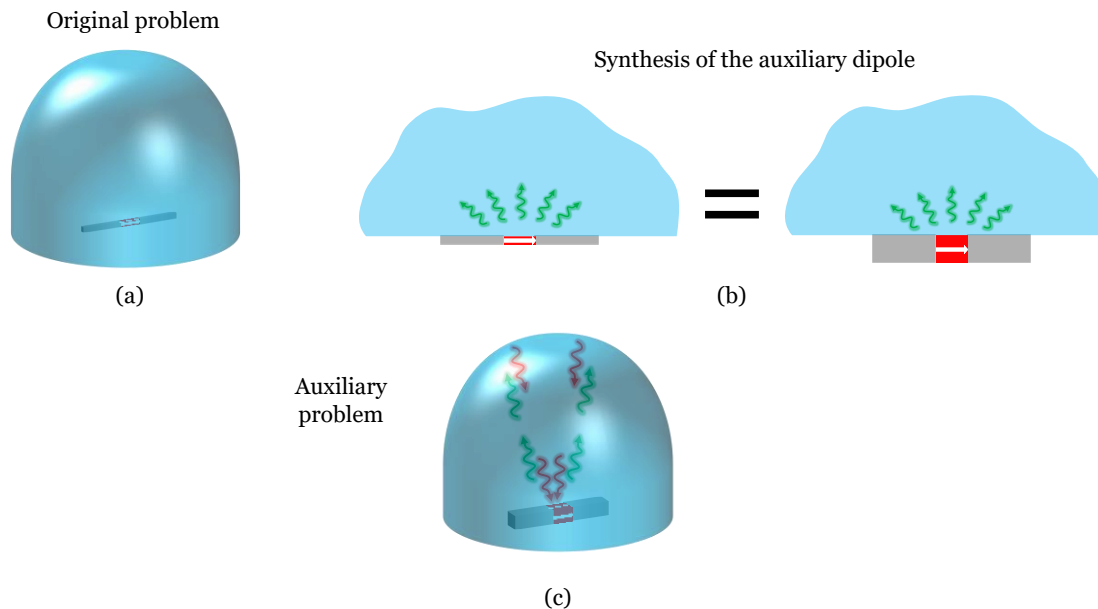 Original problem
Synthesis of the auxiliary dipole
(a)
(b)
Auxiliary
problem
(c)